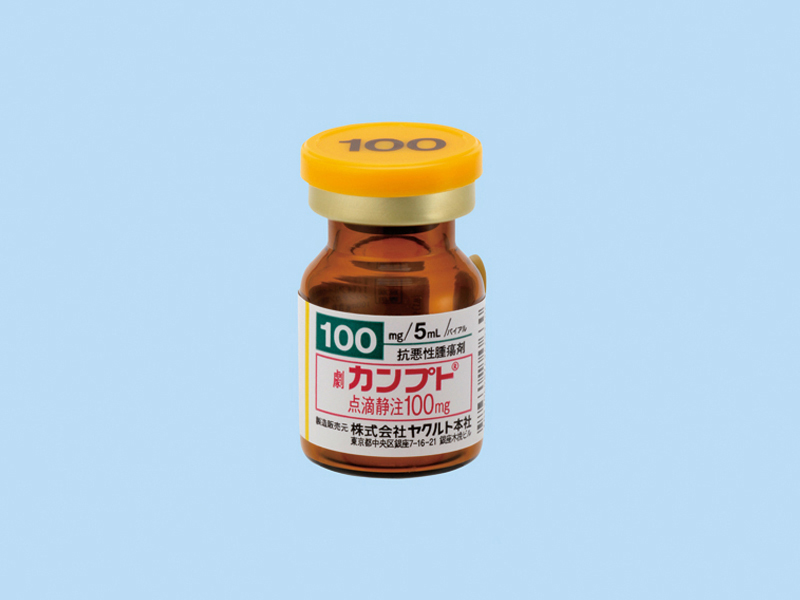 100
100 mg/5mL/バイアル
抗悪性腫瘍剤
劇 カンプト®
点滴静注100mg
製造販売元 株式会社ヤクルト本社
東京都中央区銀座7-16-21 銀座木挽ビル